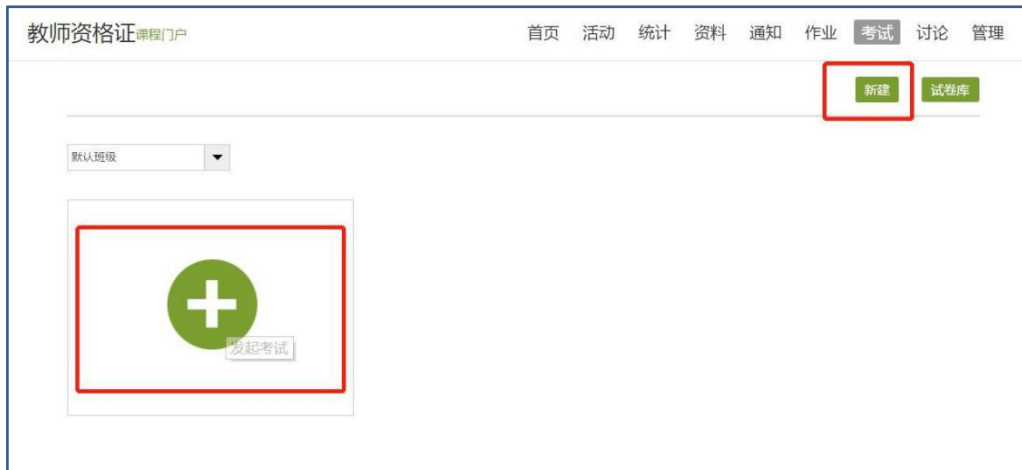 教师资格证课程门户 首页 活动 统计 资料 通知 作业 考试 讨论 管理
新建 试卷库
默认班级
发起考试